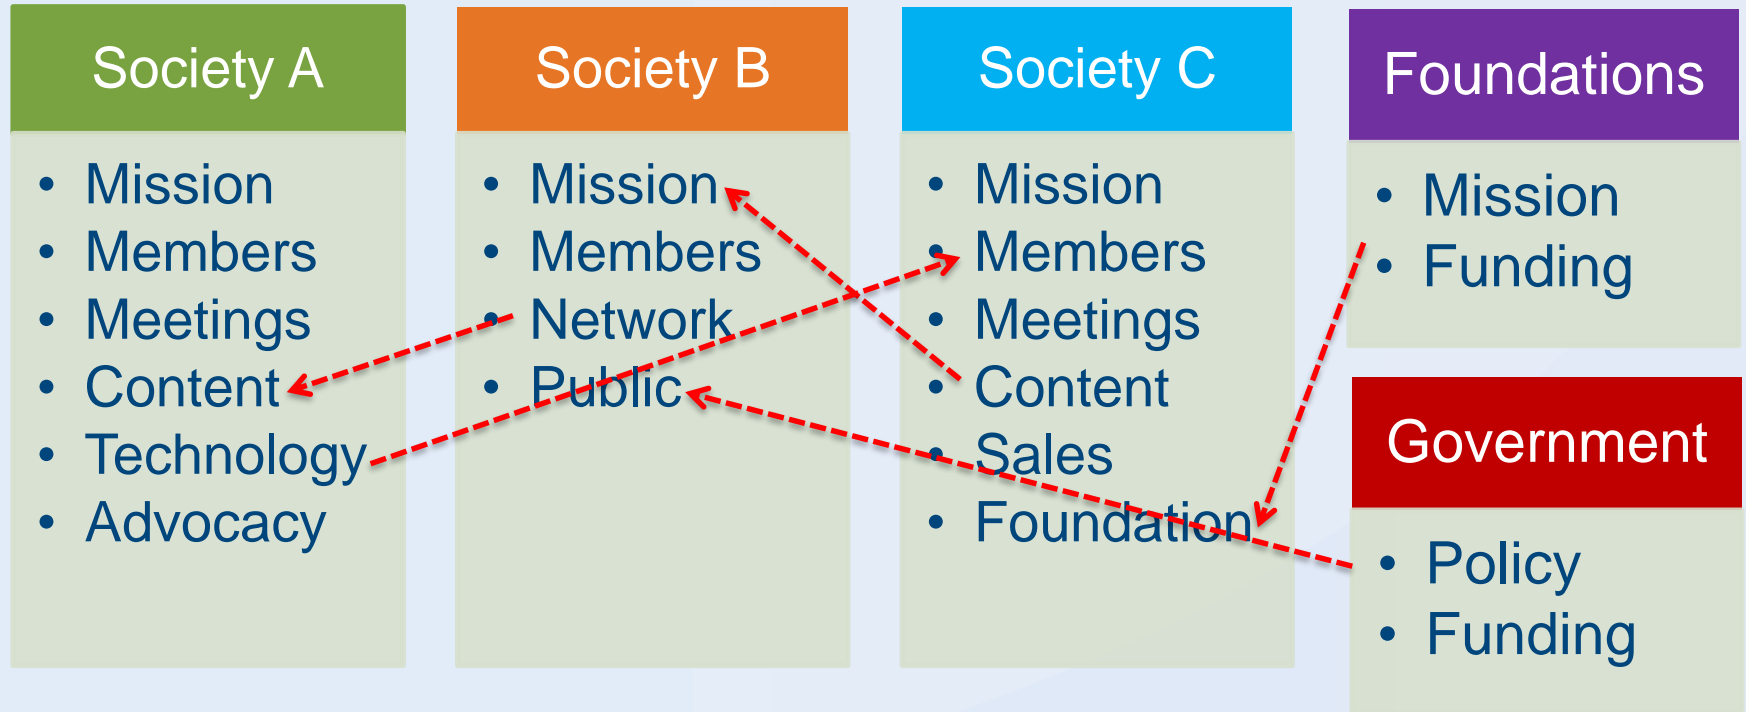 Society A
• Mission
• Members
• Meetings
• Content
• Technology
• Advocacy
Society B
• Mission
• Members
• Network
• Public
Society C
• Mission
• Members
• Meetings
• Content
• Sales
• Foundation
Foundations
• Mission
• Funding
Government
• Policy
• Funding